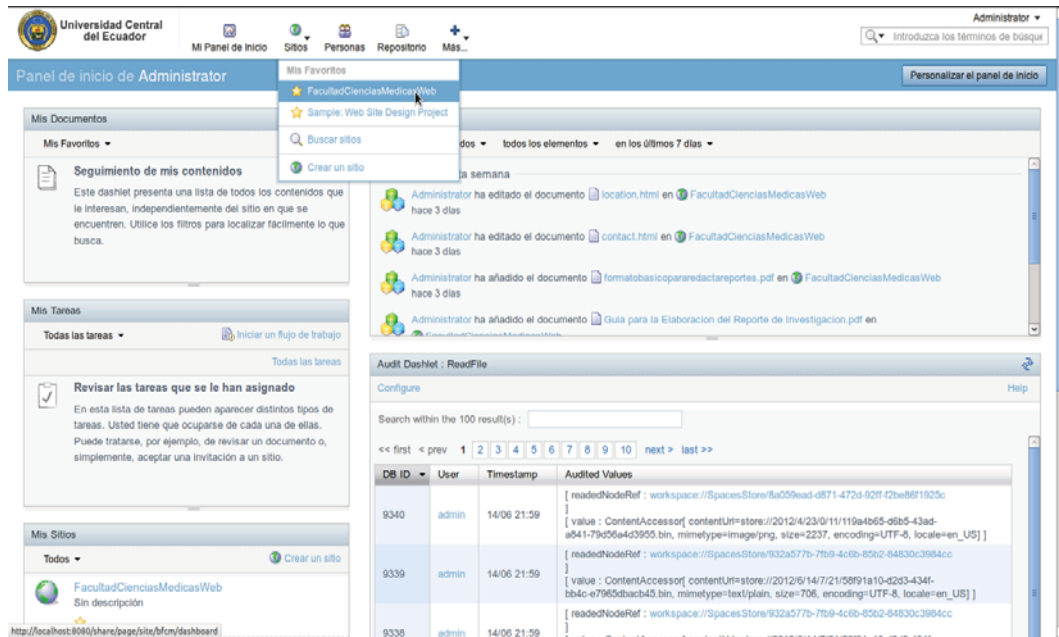 Universidad Central
del Ecuador
Mi Panel de Inicio
Sitios
Personas
Repositorio
Más...
Administrator
Introduzca los términos de búsque
Panel de inicio de Administrator
Personalizar el panel de inicio
Mis Favoritos
FacultadCienciasMedicasWeb
Sample: Web Site Design Project
Buscar sitios
Crear un sitio
Mis Documentos
Mis Favoritos
Seguimiento de mis contenidos
Este dashlet presenta una lista de todos los contenidos que
le interesan, independientemente del sitio en que se
encuentren. Utilice los filtros para localizar fácilmente lo que
busca.
todos los elementos
en los últimos 7 días
semana
Administrator ha editado el documento location.html en FacultadCienciasMedicasWeb
hace 3 días
Administrator ha editado el documento contact.html en FacultadCienciasMedicasWeb
hace 3 días
Administrator ha añadido el documento formatobasicopararedactareportes.pdf en FacultadCienciasMedicasWeb
hace 3 días
Administrator ha añadido el documento Guia para la Elaboracion del Reporte de Investigacion.pdf en
Mis Tareas
Todas las tareas
Iniciar un flujo de trabajo
Todas las tareas
Revisar las tareas que se le han asignado
En esta lista de tareas pueden aparecer distintos tipos de
tareas. Usted tiene que ocuparse de cada una de ellas.
Puede tratarse, por ejemplo, de revisar un documento o,
simplemente, aceptar una invitación a un sitio.
Mis Sitios
Todos
Crear un sitio
FacultadCienciasMedicasWeb
Sin descripción
http://localhost:8080/share/page/site/bfcm/dashboard
Audit Dashlet : ReadFile
Configure
Help
Search within the 100 result(s) :
<< first < prev 1 2 3 4 5 6 7 8 9 10 next > last >>
DB ID User Timestamp Audited Values
9340 admin 14/06 21:59
[ readedNodeRef : workspace://SpacesStore/8a059ead-d871-472d-92ff-f2be86f1925c
]
[ value : ContentAccessor[ contentUrl=store://2012/4/23/0/11/119a4b65-d6b5-43ad-
a841-79d56a4d3955.bin, mimetype=image/png, size=2237, encoding=UTF-8, locale=en_US] ]
9339 admin 14/06 21:59
[ readedNodeRef : workspace://SpacesStore/932a577b-7fb9-4c6b-85b2-84830c3984cc
]
[ value : ContentAccessor[ contentUrl=store://2012/6/14/7/21/58f91a10-d2d3-434f-
bb4c-e7965dbacb45.bin, mimetype=text/plain, size=706, encoding=UTF-8, locale=en_US] ]
9338 admin 14/06 21:59
[ readedNodeRef : workspace://SpacesStore/932a577b-7fb9-4c6b-85b2-84830c3984cc
]